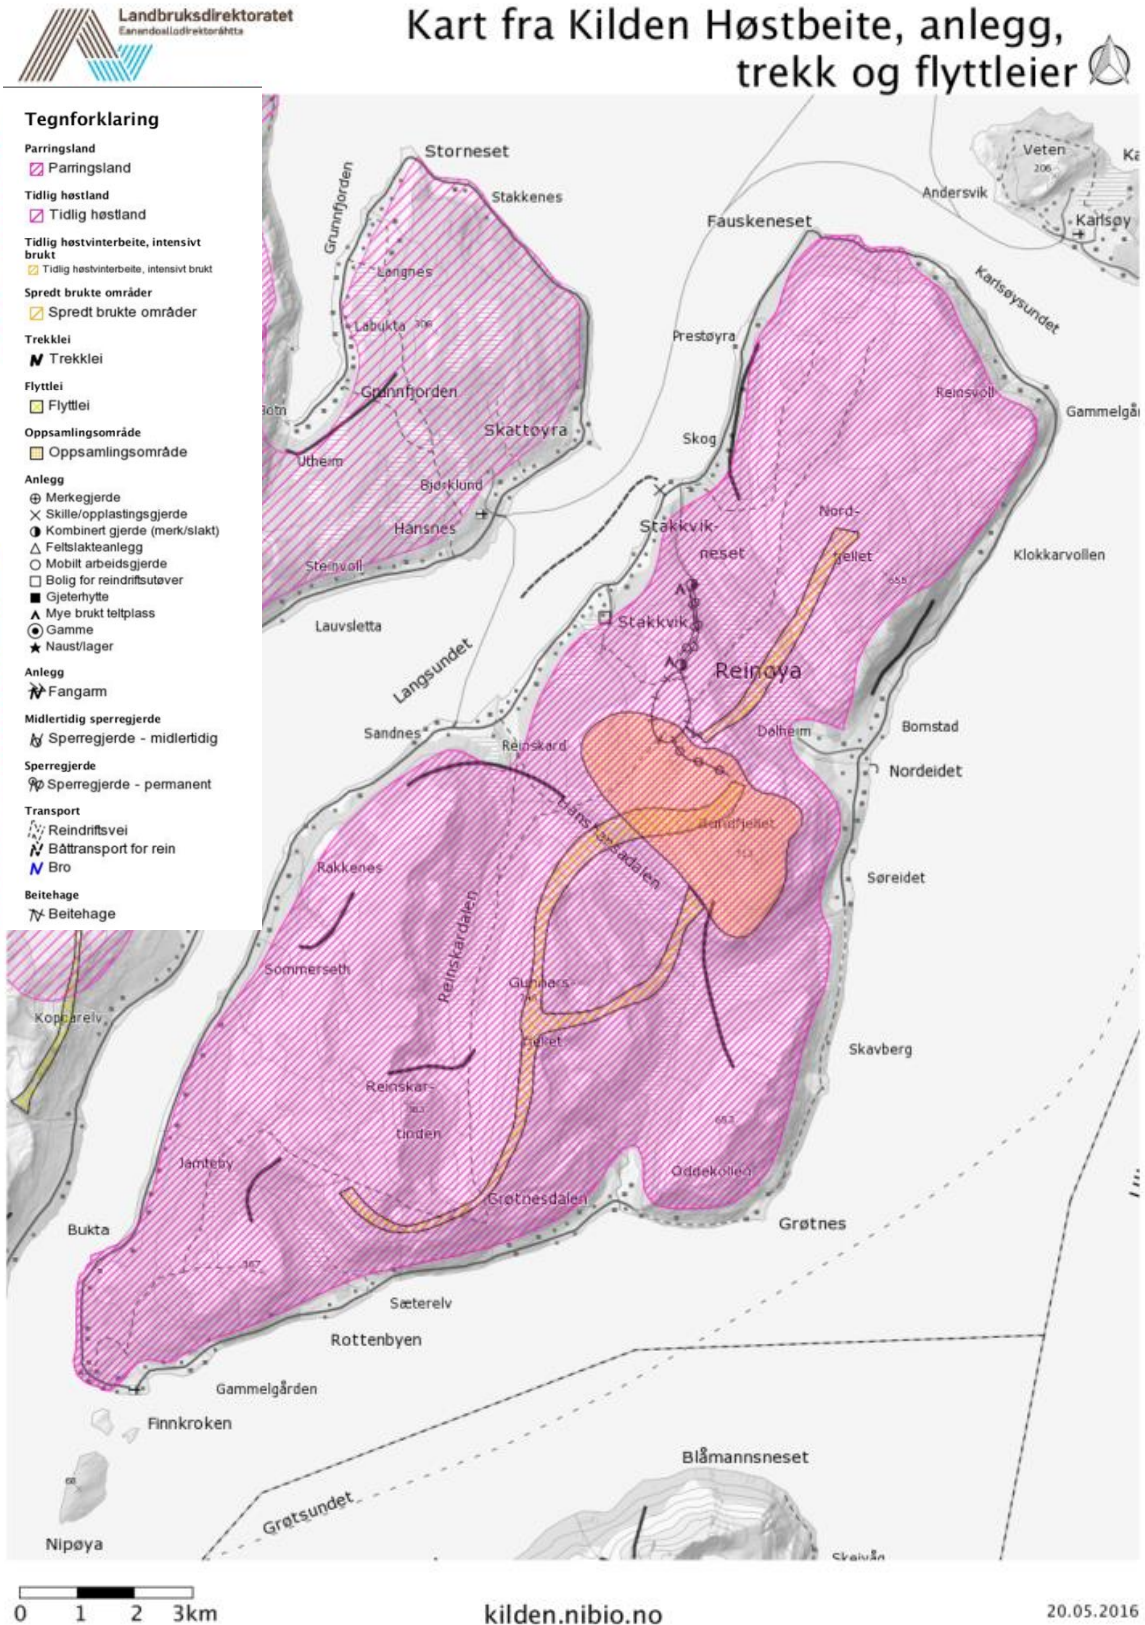 Landbruksdirektoratet
Eanandoalloddirektoráhtta
Kart fra Kilden Høstbeite, anlegg,
trekk og flyttleier
Tegnforklaring
Parringsland
Parringsland
Tidlig høstland
Tidlig høstland
Tidlig høstvinterbeite, intensivt
brukt
Tidlig høstvinterbeite, intensivt brukt
Spredt brukte områder
Spredt brukte områder
Trekklei
Trekklei
Flyttlei
Flyttlei
Oppsamlingsområde
Oppsamlingsområde
Anlegg
Merkegjerde
Skille/opplastingsgjerde
Kombinert gjerde (merk/slakt)
Feltslakteanlegg
Mobilt arbeidsgjerde
Bolig for reindriftsutøver
Gjeterhytte
Mye brukt teltplass
Gamme
Naust/lager
Anlegg
Fangarm
Midlertidig sperregjerde
Sperregjerde - midlertidig
Sperregjerde
Sperregjerde - permanent
Transport
Reindriftsvei
Båttransport for rein
Bro
Beitehage
Beitehage
Storneset
Stakkenes
Grunnfjorden
Langnes
Labukta 306
Grunnfjorden
Skattøyra
Utheim
Bjørklund
Hansnes
Steinvoll
Lauvsletta
Langsundet
Sandnes
Veten
206
Andersvik
Karlsøy
Fauskeneset
Karlsøysundet
Prestøyra
Reinsvoll
Skog
Stakkvik-
neset
Nord-
fjellet
655
Klokkarvollen
Stakkvik
Reinøya
Reinskard
Dalheim
Bomstad
Nordeidet
Søreidet
Rakkenes
Reinskardalen
Sommerseth
Gunnars-
fjellet
Kopparelv
Skavberg
Reinskar-
tinden
653
Jamteby
Oddekollen
Grøtnesdalen
Grøtnes
Bukta
367
Sæterelv
Rottenbyen
Gammelgården
Finnkroken
Nipøya
Grøtsundet
Blåmannsneset
0 1 2 3km
kilden.nibio.no
20.05.2016